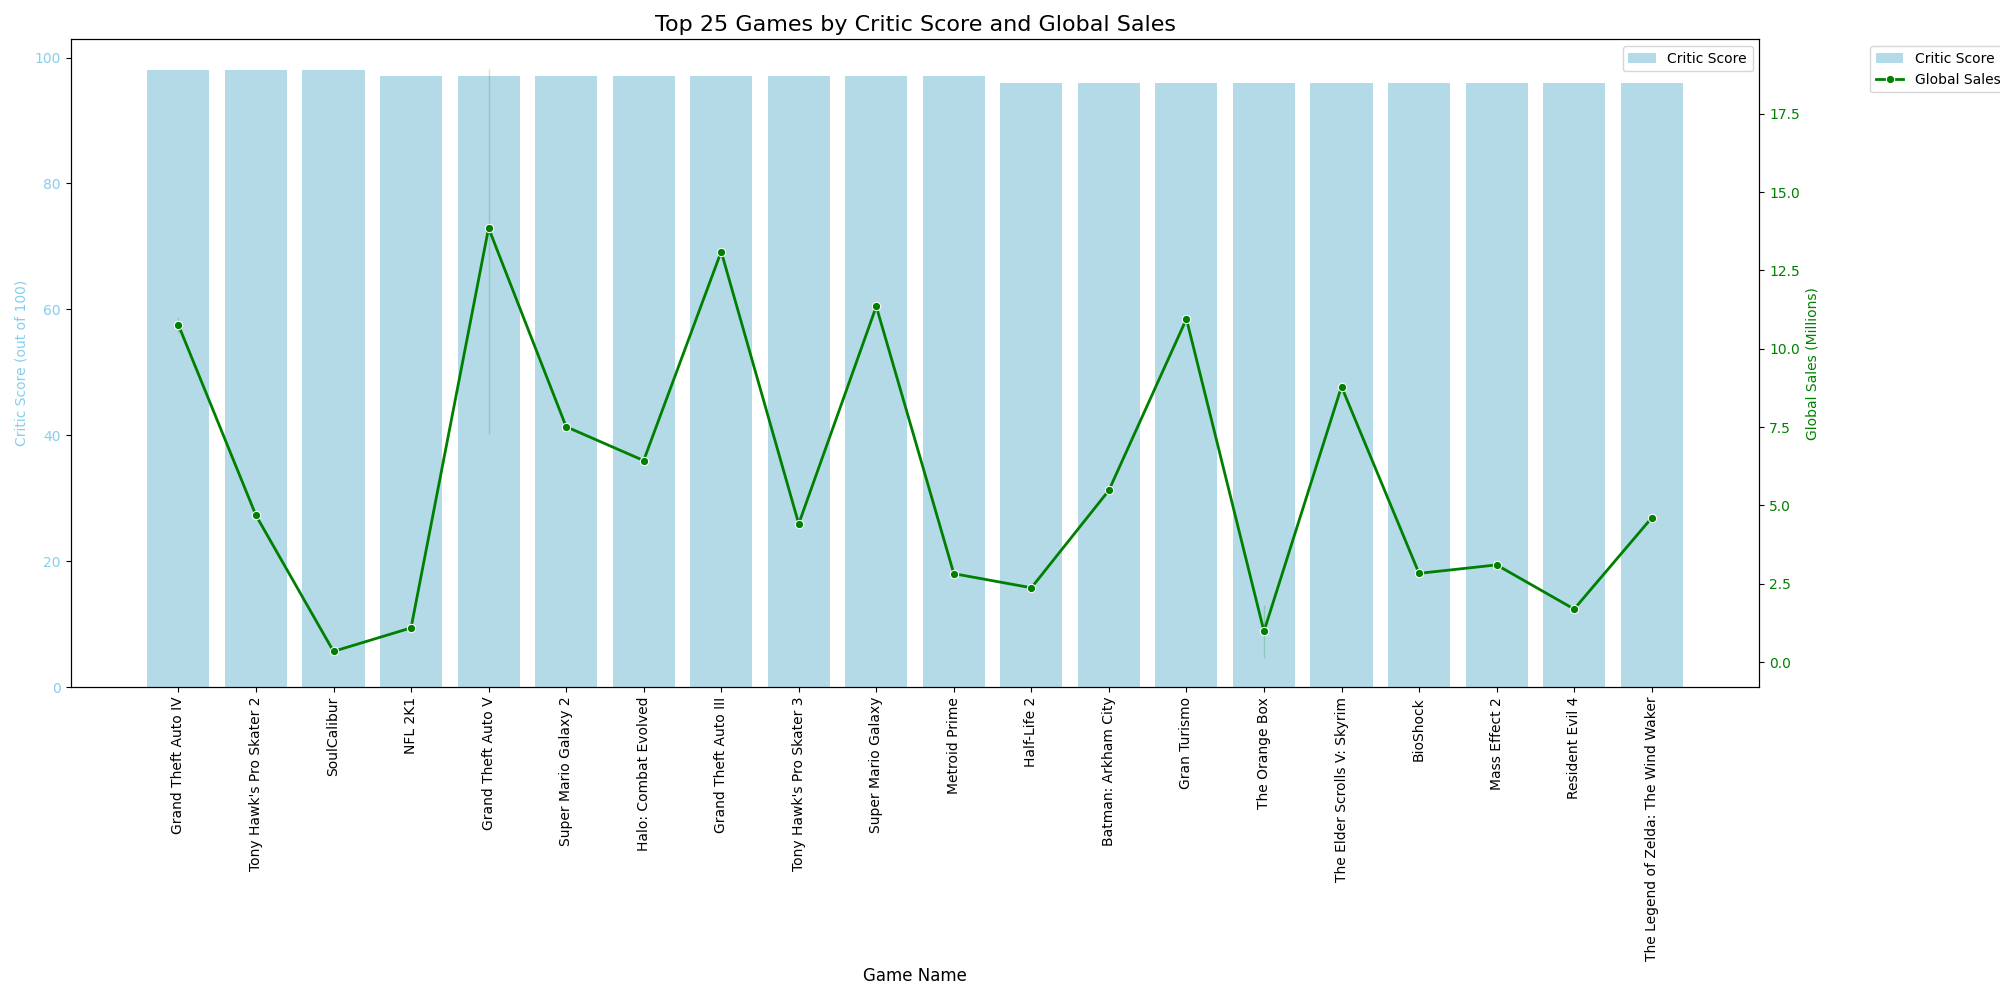 Top 25 Games by Critic Score and Global Sales
Critic Score
Critic Score
Global Sales
Critic Score (out of 100)
100
80
60
40
20
0
Global Sales (Millions)
17.5
15.0
12.5
10.0
7.5
5.0
2.5
0.0
Grand Theft Auto IV
Tony Hawk's Pro Skater 2
SoulCalibur
NFL 2K1
Grand Theft Auto V
Super Mario Galaxy 2
Halo: Combat Evolved
Grand Theft Auto III
Tony Hawk's Pro Skater 3
Super Mario Galaxy
Metroid Prime
Half-Life 2
Batman: Arkham City
Gran Turismo
The Orange Box
The Elder Scrolls V: Skyrim
BioShock
Mass Effect 2
Resident Evil 4
The Legend of Zelda: The Wind Waker
Game Name